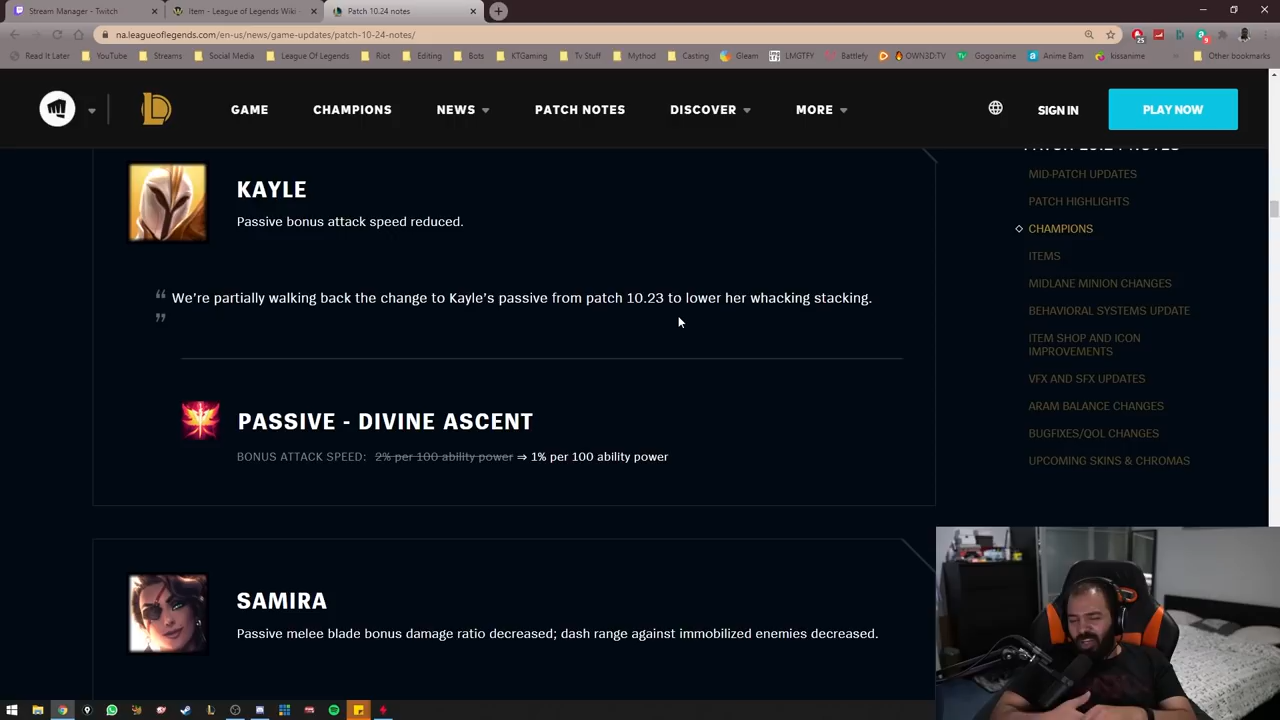 Stream Manager - Twitch
Item - League of Legends Wiki -
Patch 10.24 notes
na.leagueoflegends.com/en-us/news/game-updates/patch-10-24-notes/
Read It Later
YouTube
Streams
Social Media
League Of Legends
Riot
Editing
Bots
KTGaming
Tv Stuff
Mythod
Casting
Gleam
LMGTFY
Battlefy
OWN3D:TV
Gogoanime
Anime Bam
kissanime
Other bookmarks
GAME
CHAMPIONS
NEWS
PATCH NOTES
DISCOVER
MORE
SIGN IN
PLAY NOW
KAYLE
Passive bonus attack speed reduced.
“ We’re partially walking back the change to Kayle’s passive from patch 10.23 to lower her whacking stacking.
”
PASSIVE - DIVINE ASCENT
BONUS ATTACK SPEED: 2% per 100 ability power ⇒ 1% per 100 ability power
SAMIRA
Passive melee blade bonus damage ratio decreased; dash range against immobilized enemies decreased.
MID-PATCH UPDATES
PATCH HIGHLIGHTS
CHAMPIONS
ITEMS
MIDLANE MINION CHANGES
BEHAVIORAL SYSTEMS UPDATE
ITEM SHOP AND ICON
IMPROVEMENTS
VFX AND SFX UPDATES
ARAM BALANCE CHANGES
BUGFIXES/QOL CHANGES
UPCOMING SKINS & CHROMAS